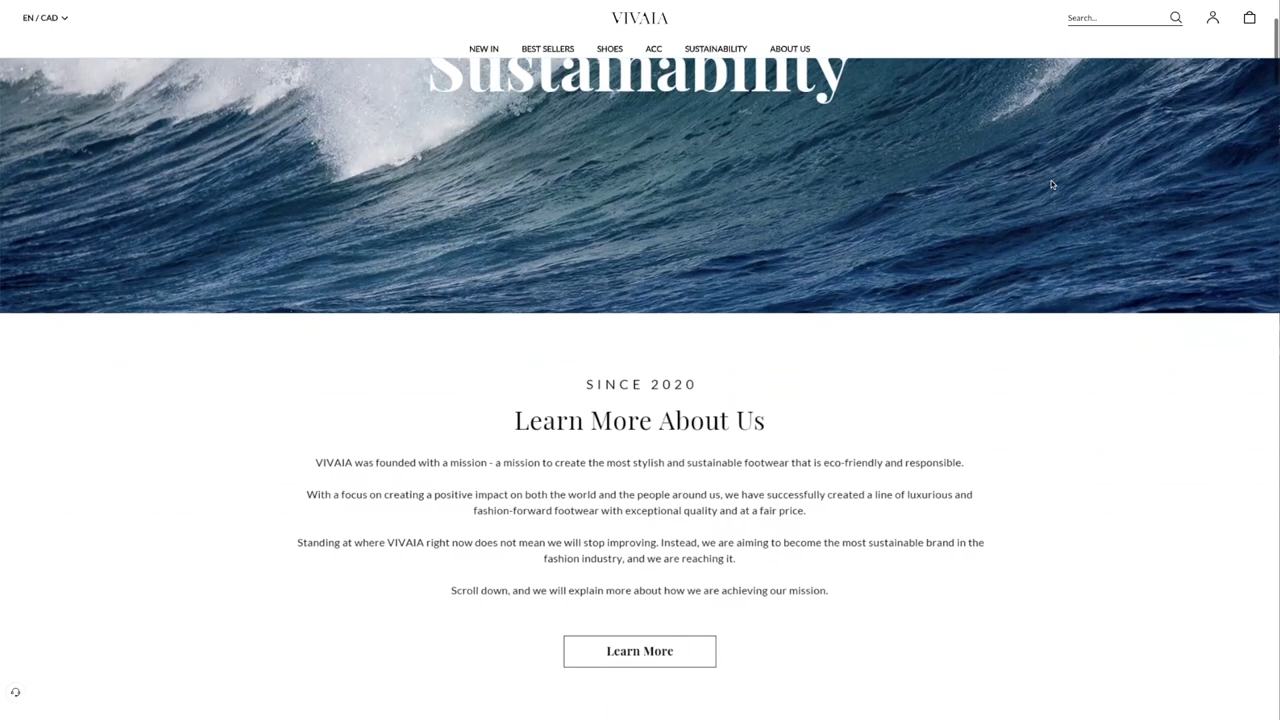 EN / CAD
VIVAIA
Search...
NEW IN BEST SELLERS SHOES ACC SUSTAINABILITY ABOUT US
Sustainability
SINCE 2020
Learn More About Us
VIVAIA was founded with a mission - a mission to create the most stylish and sustainable footwear that is eco-friendly and responsible.
With a focus on creating a positive impact on both the world and the people around us, we have successfully created a line of luxurious and
fashion-forward footwear with exceptional quality and at a fair price.
Standing at where VIVAIA right now does not mean we will stop improving. Instead, we are aiming to become the most sustainable brand in the
fashion industry, and we are reaching it.
Scroll down, and we will explain more about how we are achieving our mission.
Learn More